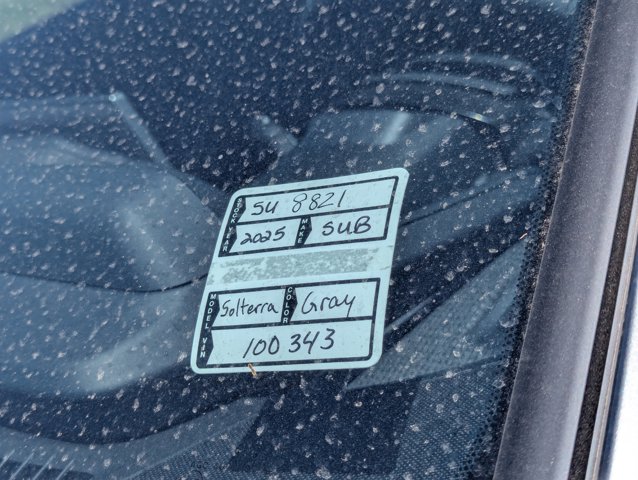 STOCK SU 8821
YEAR 2025 MAKE SUB
MODEL Solterra COLOR Gray
VIN 100 343